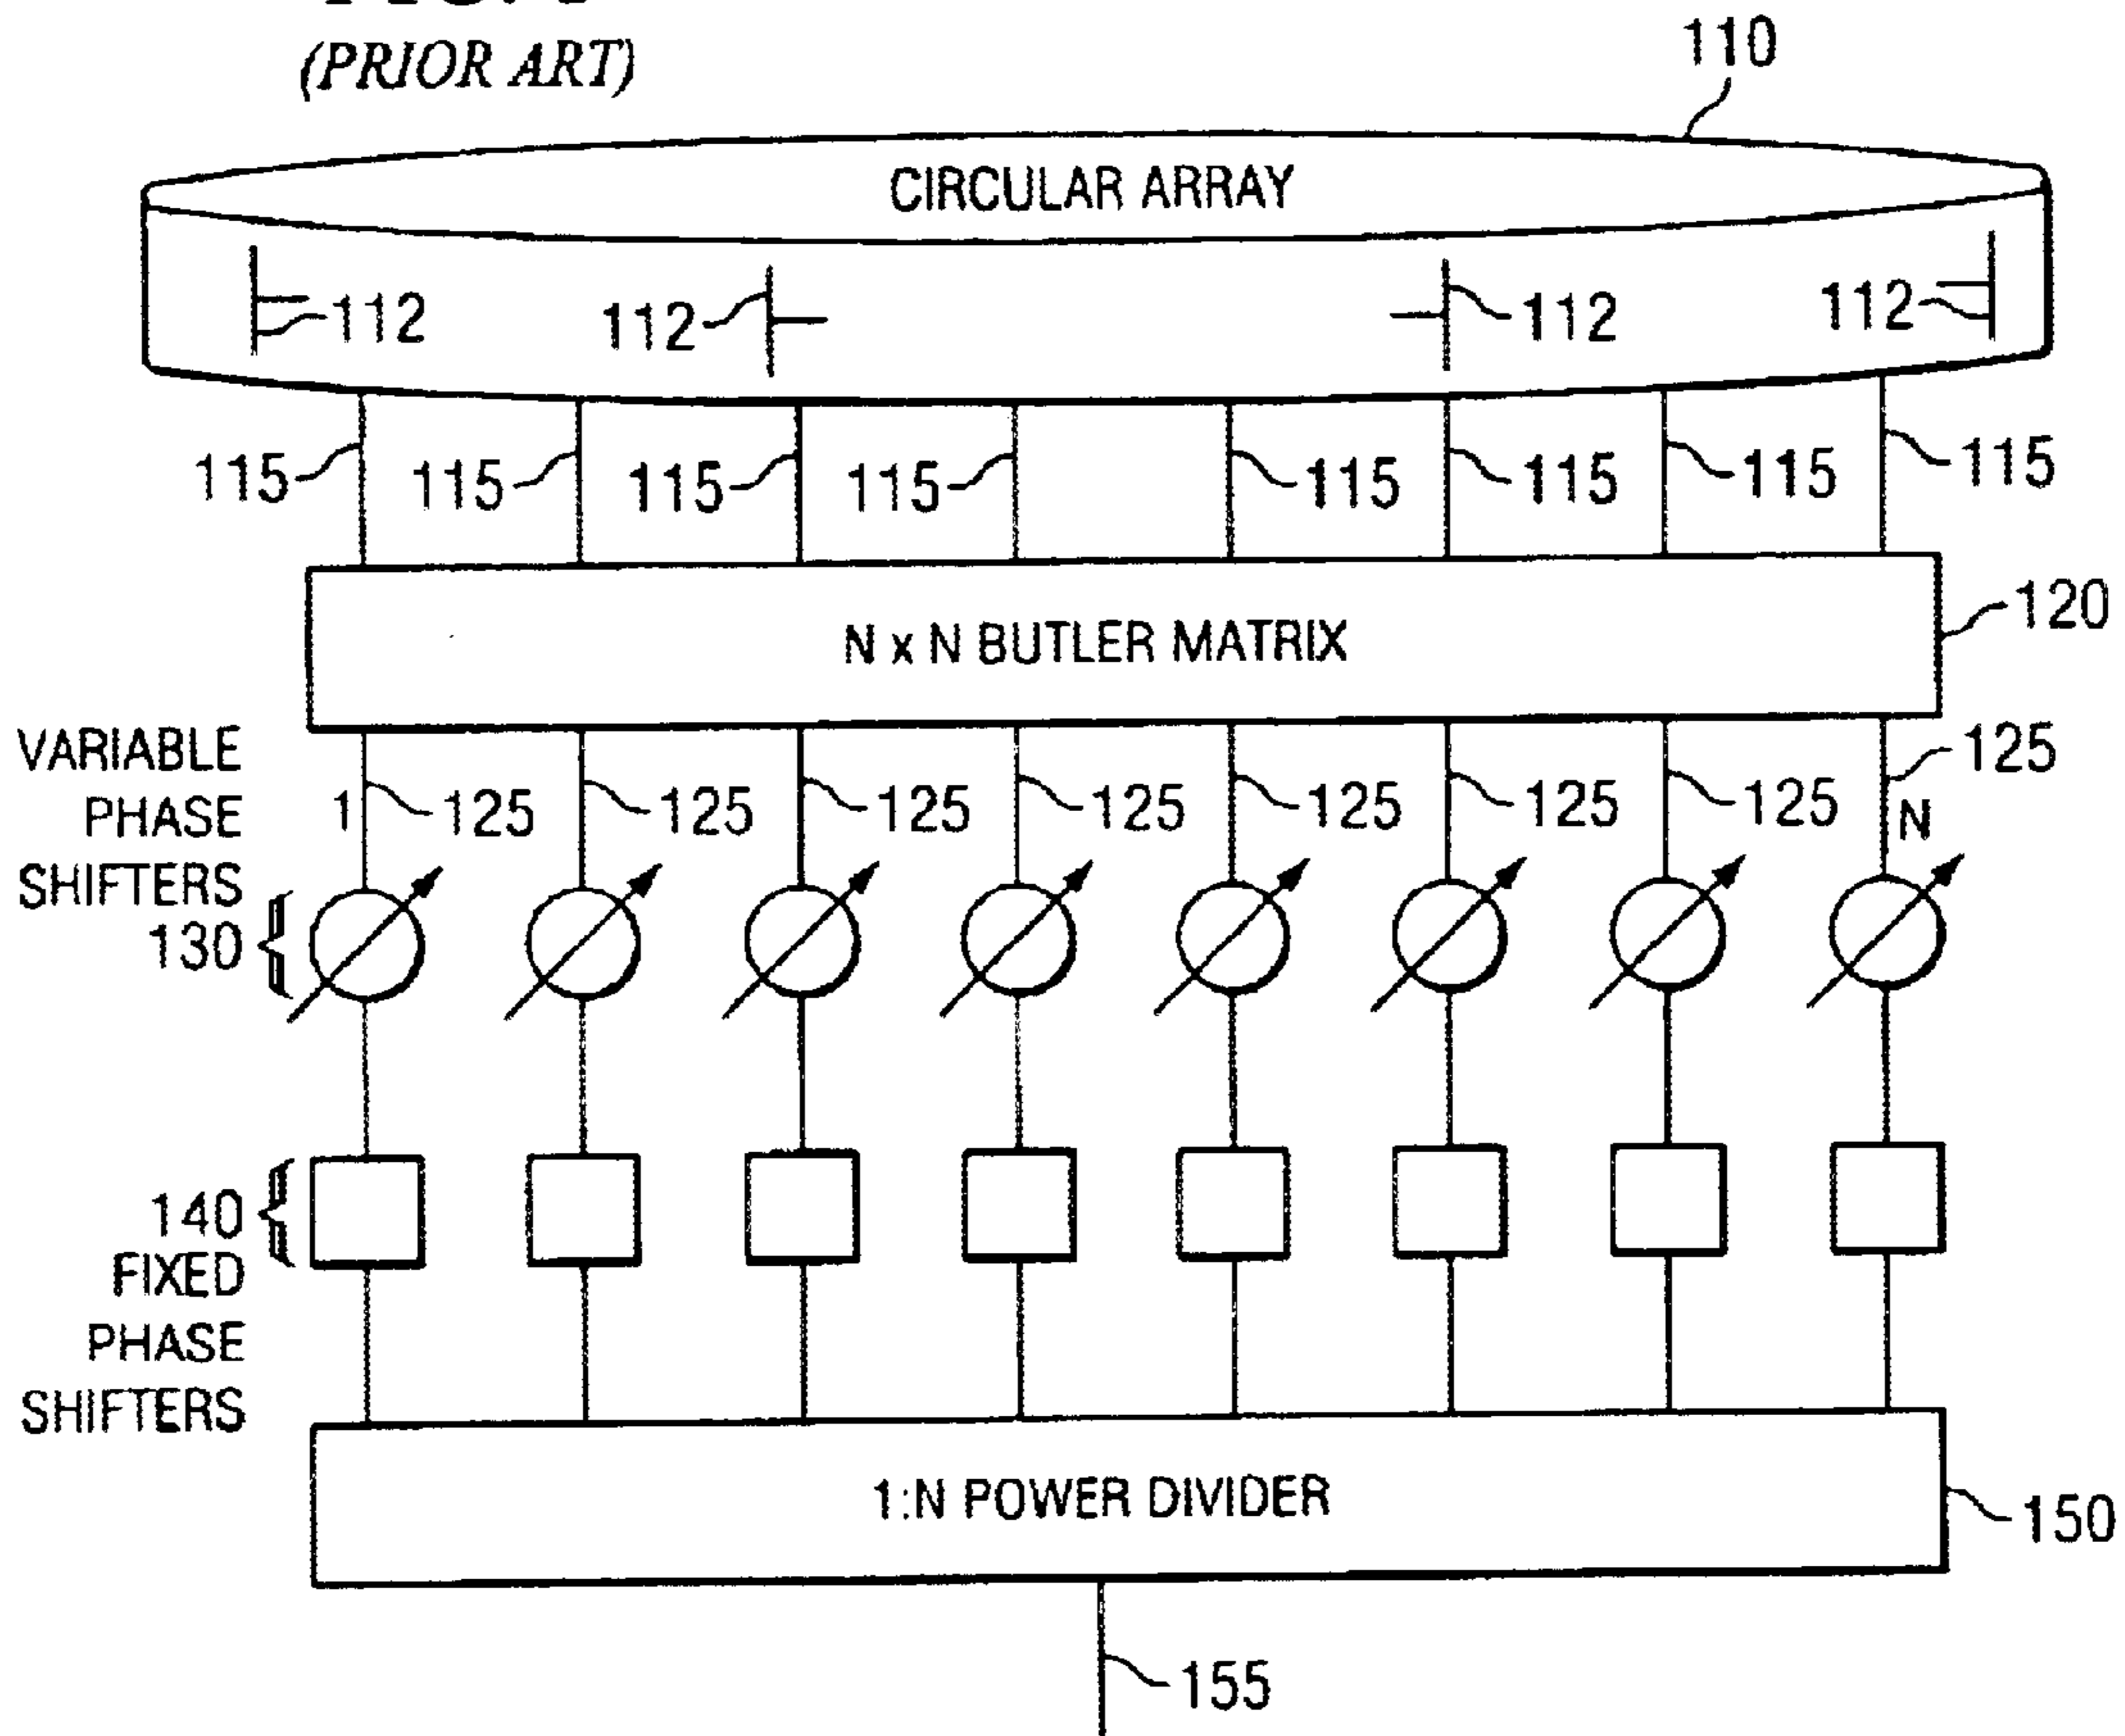 (PRIOR ART)
110
CIRCULAR ARRAY
112 112 112 112
115 115 115 115 115 115 115 115
120
N x N BUTLER MATRIX
VARIABLE
PHASE
SHIFTERS
130
1 125 125 125 125 125 125 125 125
N
140
FIXED
PHASE
SHIFTERS
1:N POWER DIVIDER
150
155